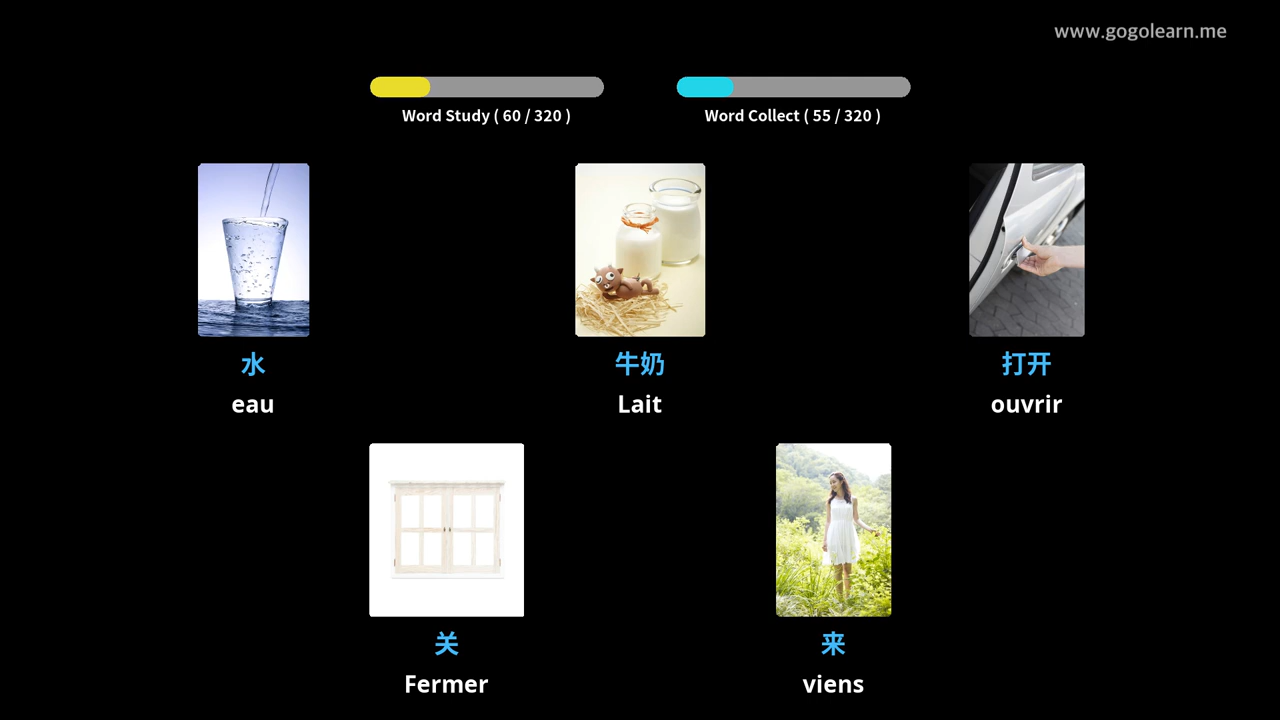 www.gogolearn.me
Word Study ( 60 / 320 )
Word Collect ( 55 / 320 )
水
eau
牛奶
Lait
打开
ouvrir
关
Fermer
来
viens